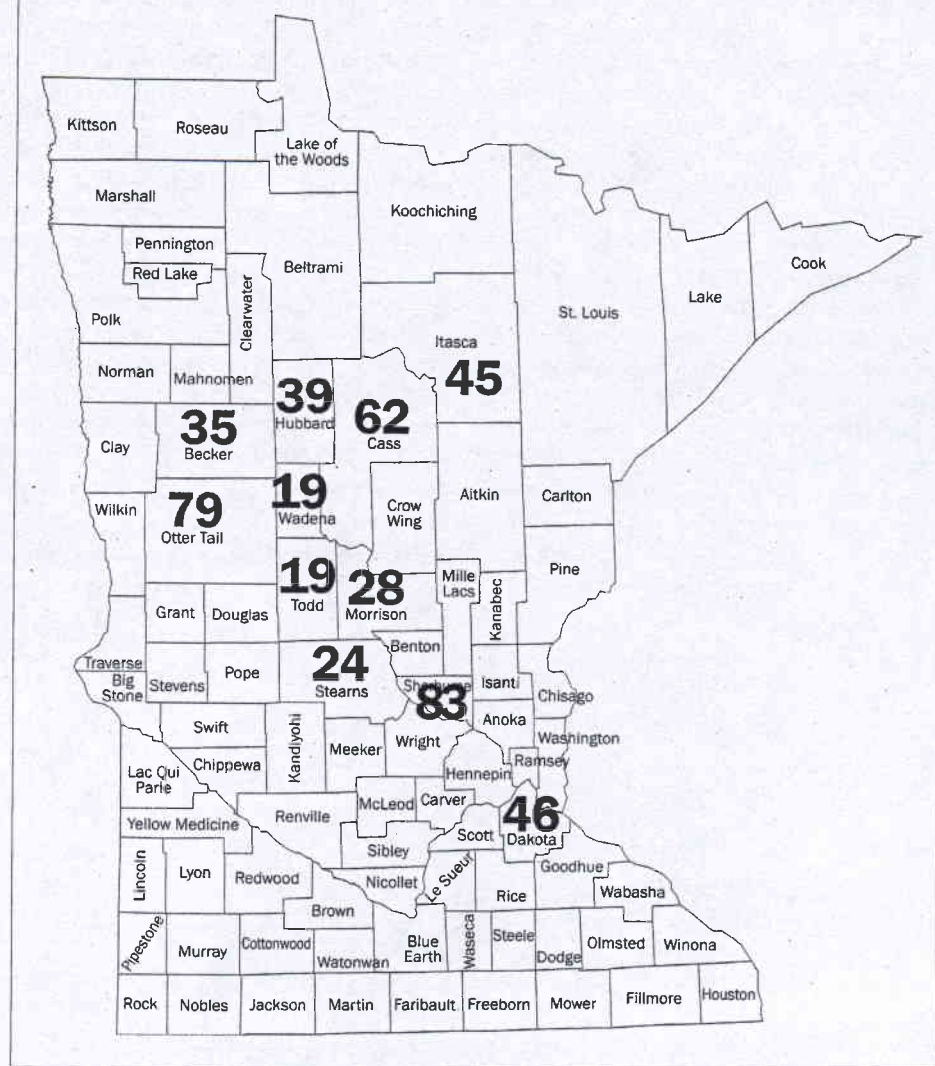 Kittson
Roseau
Lake of
the Woods
Marshall
Koochiching
Pennington
Red Lake
Beltrami
Clearwater
Polk
Cook
Lake
St. Louis
Itasca
45
Norman
Mahnomen
39
Hubbard
62
Cass
35
Becker
Clay
19
Wadena
Crow
Wing
Aitkin
Carlton
Wilkin
79
Otter Tail
Pine
19
Todd
28
Morrison
Mille
Lacs
Kanabec
Grant
Douglas
Benton
Traverse
Big
Stone
Stevens
Pope
24
Stearns
Sherburne
83
Isanti
Chisago
Anoka
Washington
Swift
Kandiyohi
Meeker
Wright
Ramsey
Hennepin
Chippewa
Lac Qui
Parle
McLeod
Carver
46
Dakota
Scott
Renville
Yellow Medicine
Sibley
Lincoln
Lyon
Redwood
Nicollet
Le Sueur
Rice
Goodhue
Wabasha
Brown
Pipestone
Murray
Cottonwood
Watonwan
Blue
Earth
Waseca
Steele
Dodge
Olmsted
Winona
Rock
Nobles
Jackson
Martin
Faribault
Freeborn
Mower
Fillmore
Houston